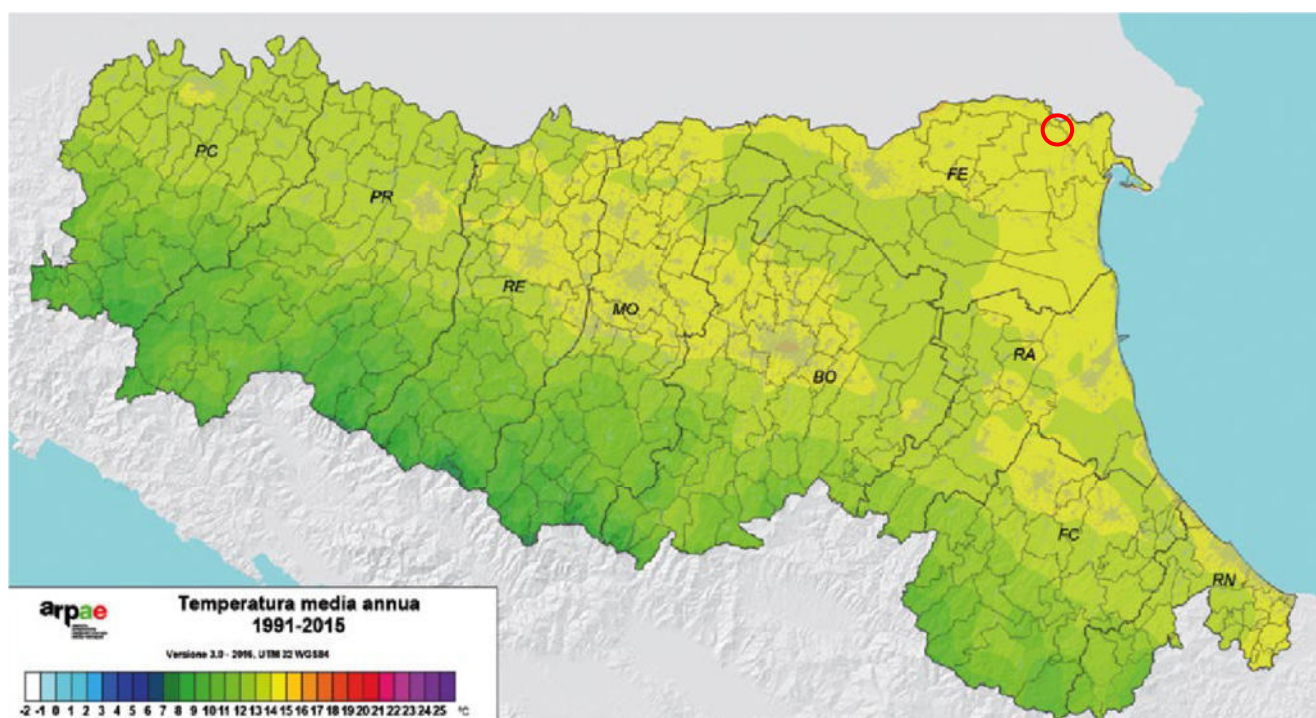 PC
PR
RE
MO
BO
FE
RA
FC
RN
arpae
Temperatura media annua
1991-2015
Versione 3.0 - 2016, UTM 32 WGS84
-2 -1 0 1 2 3 4 5 6 7 8 9 10 11 12 13 14 15 16 17 18 19 20 21 22 23 24 25 °C